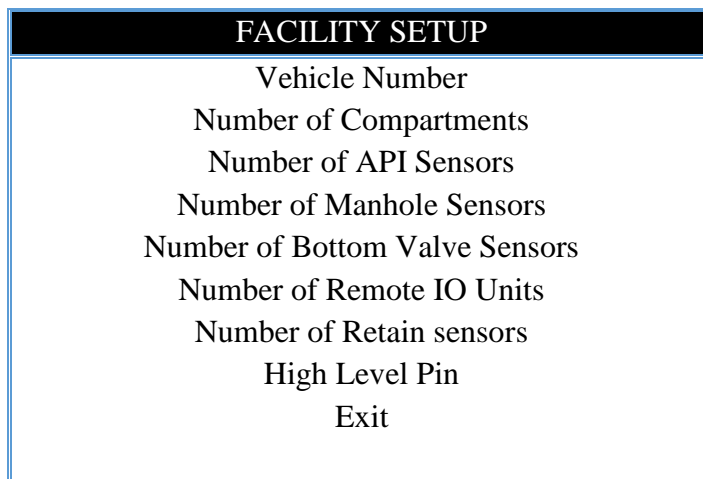 FACILITY SETUP
Vehicle Number
Number of Compartments
Number of API Sensors
Number of Manhole Sensors
Number of Bottom Valve Sensors
Number of Remote IO Units
Number of Retain sensors
High Level Pin
Exit